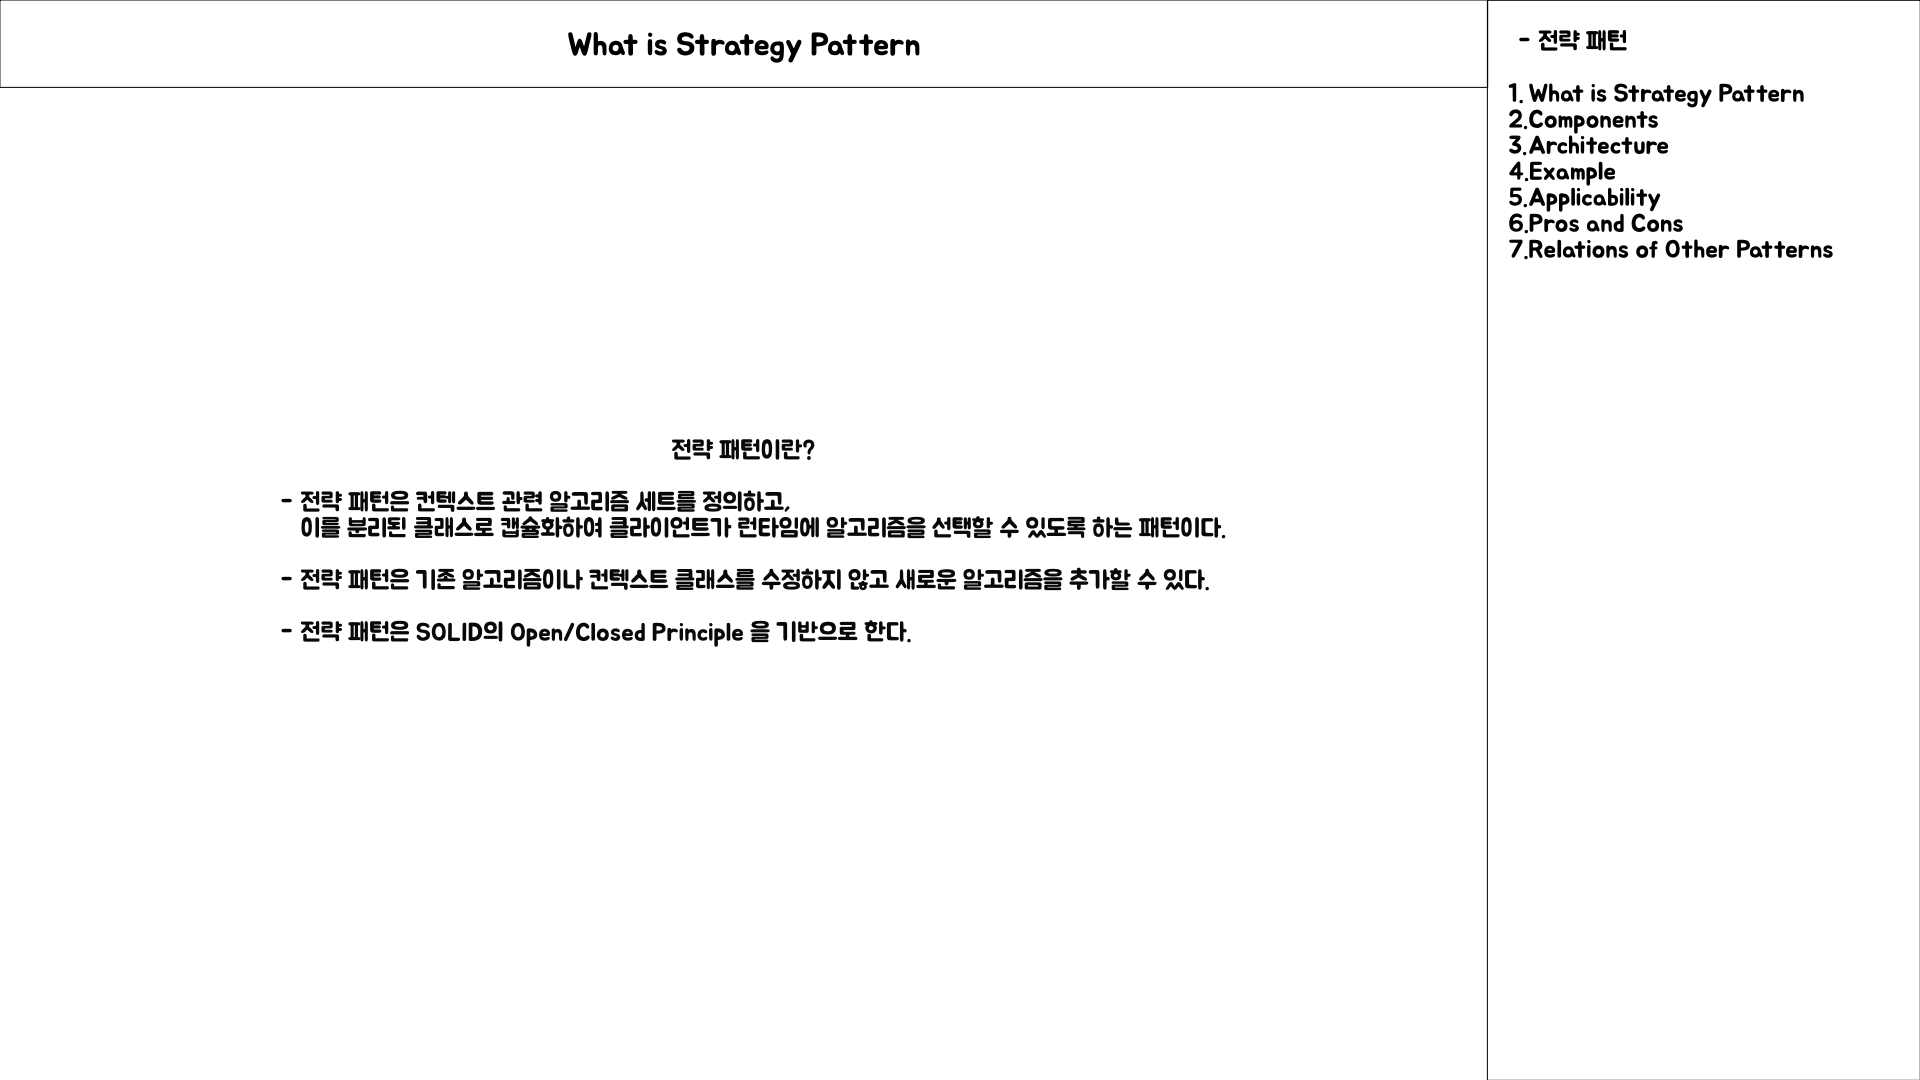 What is Strategy Pattern
전략 패턴이란?
- 전략 패턴은 컨텍스트 관련 알고리즘 세트를 정의하고,
이를 분리된 클래스로 캡슐화하여 클라이언트가 런타임에 알고리즘을 선택할 수 있도록 하는 패턴이다.
- 전략 패턴은 기존 알고리즘이나 컨텍스트 클래스를 수정하지 않고 새로운 알고리즘을 추가할 수 있다.
- 전략 패턴은 SOLID의 Open/Closed Principle 을 기반으로 한다.
- 전략 패턴
1. What is Strategy Pattern
2.Components
3.Architecture
4.Example
5.Applicability
6.Pros and Cons
7.Relations of Other Patterns